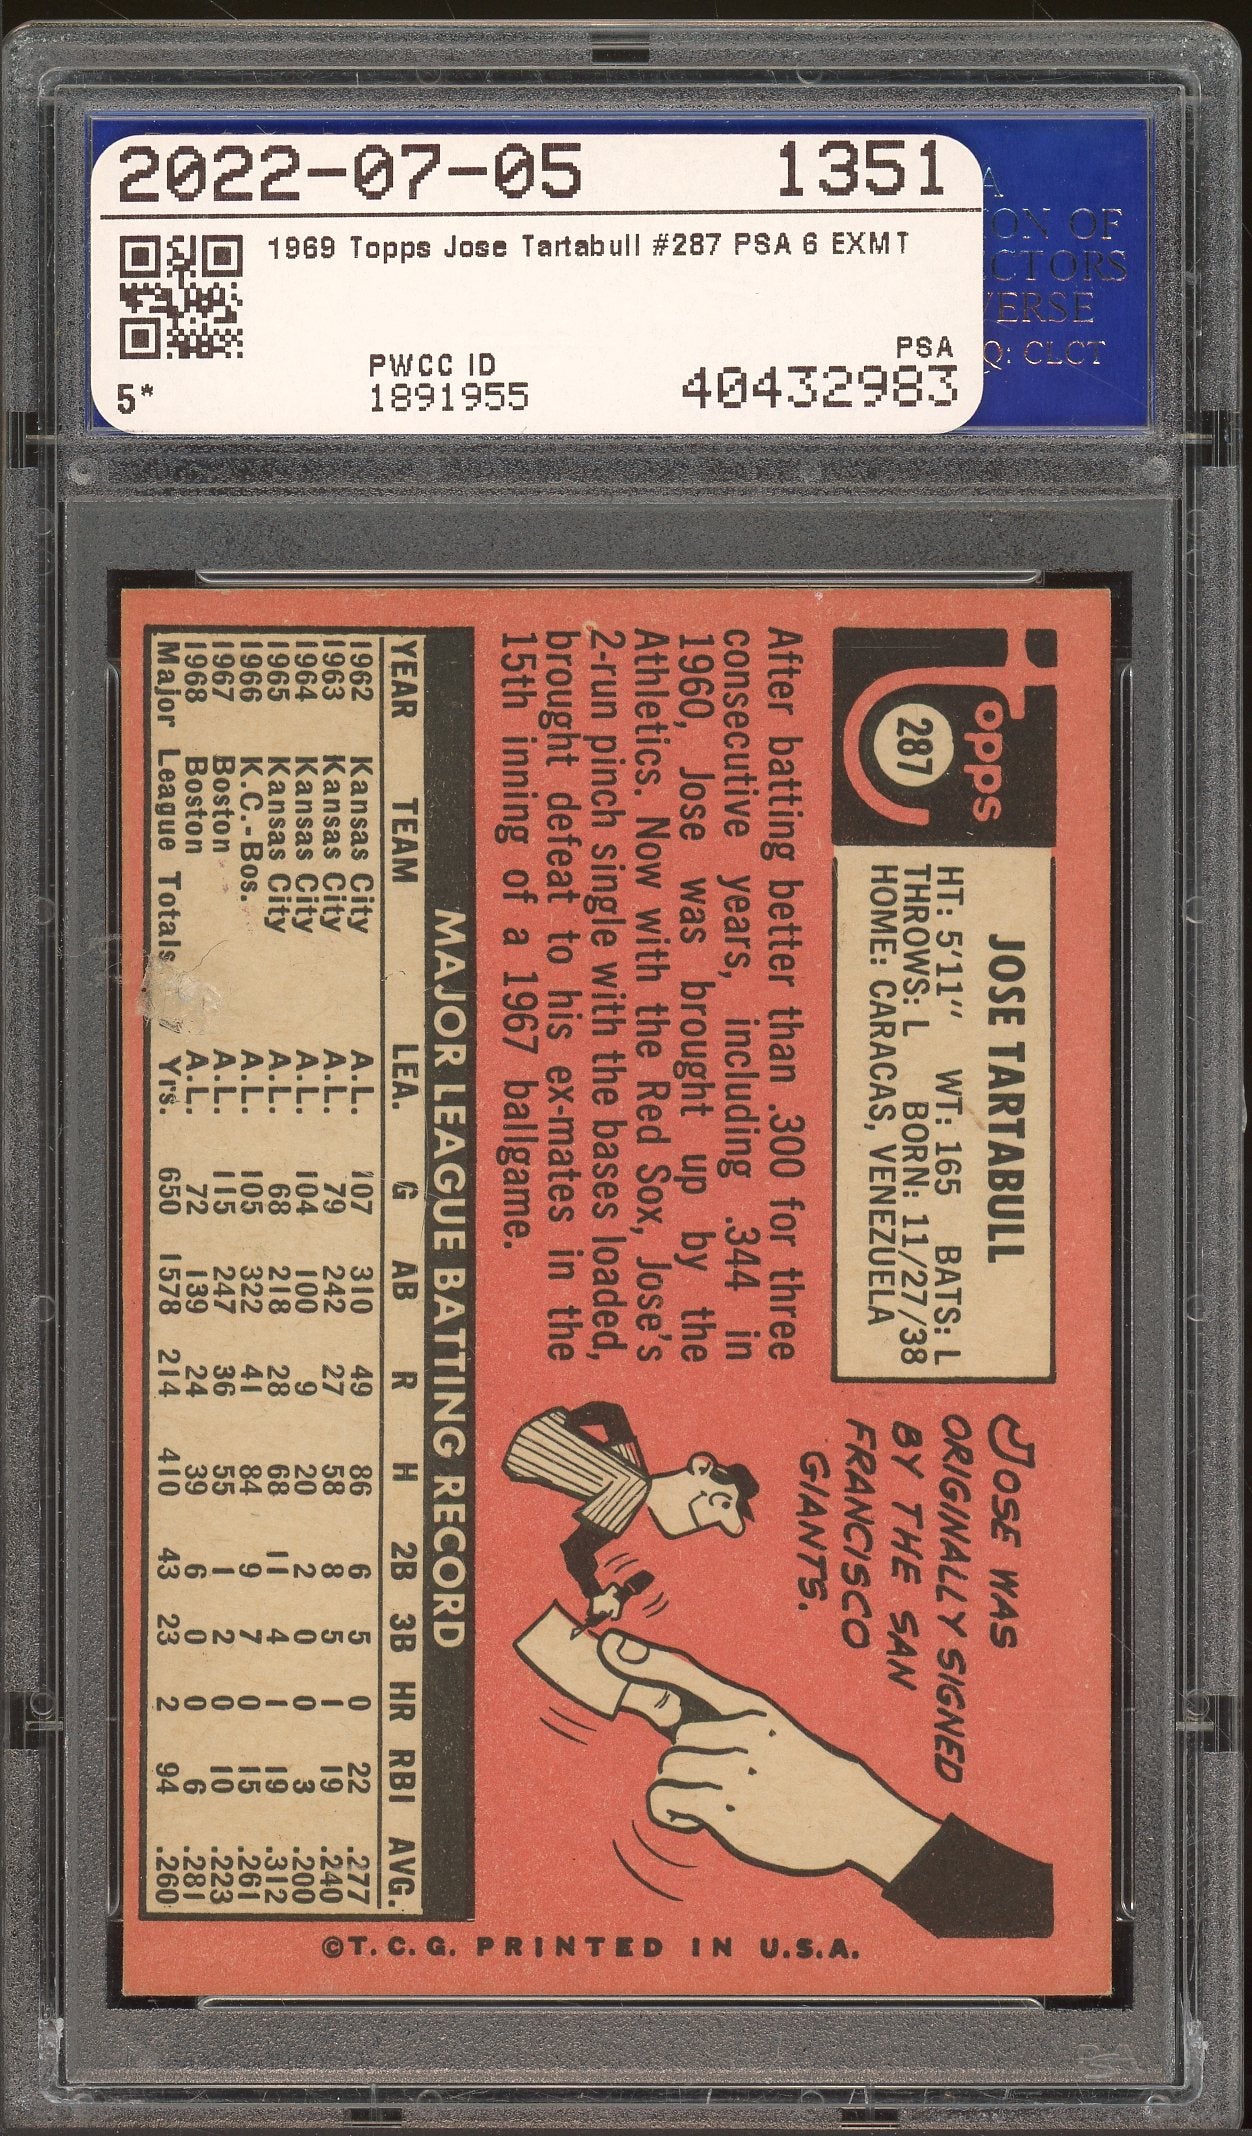 2022-07-05 1351
1969 Topps Jose Tartabull #287 PSA 6 EXMT
5*
PWCC ID
1891955
PSA
40432983
A
ON OF
CTORS
VERSE
Q: CLCT
Topps
287
JOSE TARTABULL
HT: 5'11" WT: 165 BATS: L
THROWS: L BORN: 11/27/38
HOME: CARACAS, VENEZUELA
After batting better than .300 for three
consecutive years, including .344 in
1960, Jose was brought up by the
Athletics. Now with the Red Sox, Jose's
2-run pinch single with the bases loaded,
brought defeat to his ex-mates in the
15th inning of a 1967 ballgame.
JOSE WAS
ORIGINALLY SIGNED
BY THE SAN
FRANCISCO
GIANTS.
MAJOR LEAGUE BATTING RECORD
YEAR TEAM LEA. G AB R H 2B 3B HR RBI AVG.
1962 Kansas City A.L. 107 310 49 86 6 5 0 22 .277
1963 Kansas City A.L. 79 242 27 58 8 5 1 19 .240
1964 Kansas City A.L. 104 100 9 20 2 0 0 3 .200
1965 Kansas City A.L. 68 218 28 68 11 4 1 19 .312
1966 K.C.-Bos. A.L. 105 322 41 84 9 7 0 15 .261
1967 Boston A.L. 115 247 36 55 1 2 0 10 .223
1968 Boston A.L. 72 139 24 39 6 0 0 6 .281
Major League Totals 7 Yrs. 650 1578 214 410 43 23 2 94 .260
©T. C. G. PRINTED IN U.S.A.
PSA